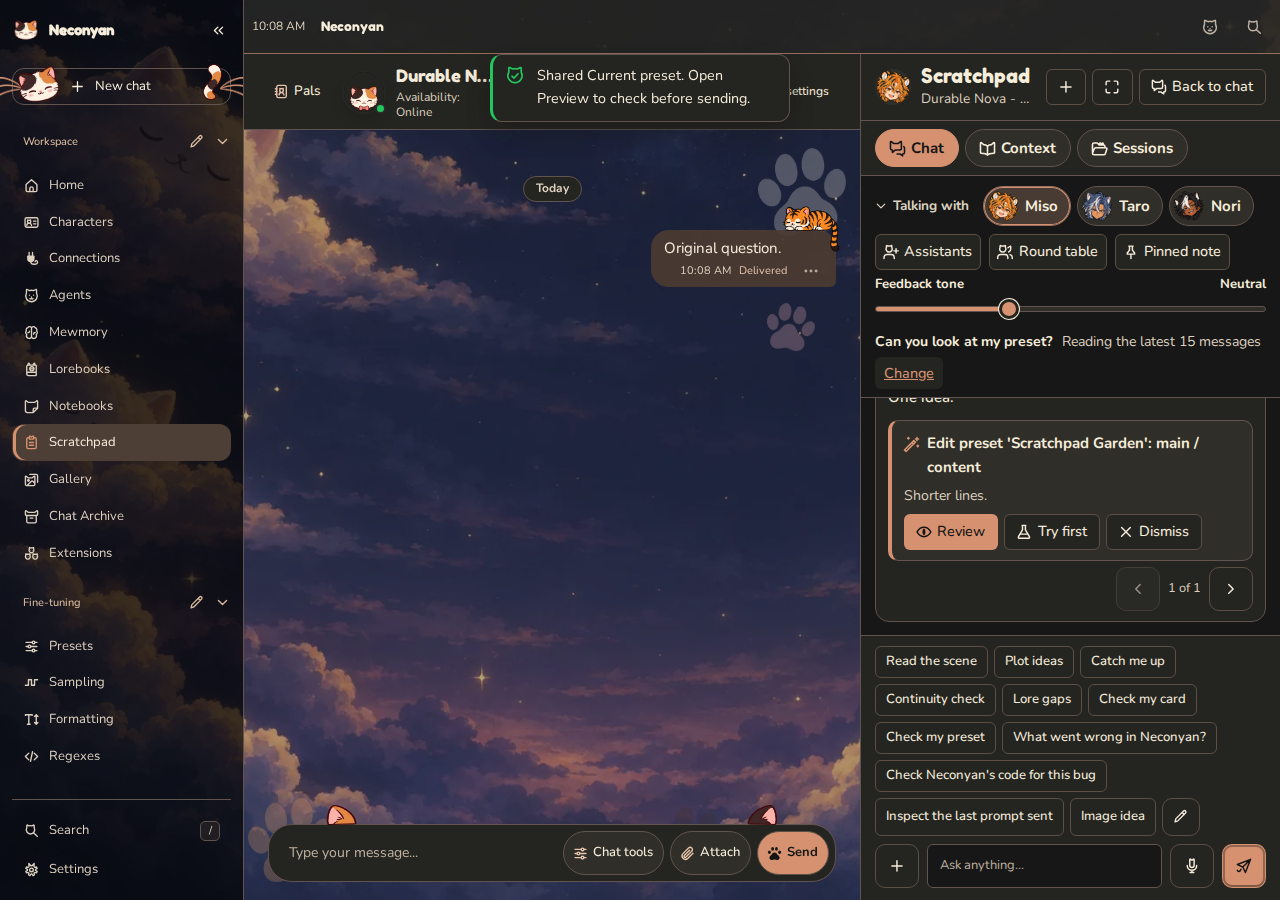 Neconyan
New chat
Workspace
Home
Characters
Connections
Agents
Mewmory
Lorebooks
Notebooks
Scratchpad
Gallery
Chat Archive
Extensions
Fine-tuning
Presets
Sampling
Formatting
Regexes
Search /
Settings
10:08 AM Neconyan
Pals
Durable N...
Availability:
Online
Shared Current preset. Open
Preview to check before sending.
settings
Today
Original question.
10:08 AM Delivered
Type your message...
Chat tools
Attach
Send
Scratchpad
Durable Nova - ...
Back to chat
Chat Context Sessions
Talking with Miso Taro Nori
Assistants Round table Pinned note
Feedback tone Neutral
Can you look at my preset? Reading the latest 15 messages
Change
One idea.
Edit preset 'Scratchpad Garden': main /
content
Shorter lines.
Review Try first Dismiss
1 of 1
Read the scene Plot ideas Catch me up
Continuity check Lore gaps Check my card
Check my preset What went wrong in Neconyan?
Check Neconyan's code for this bug
Inspect the last prompt sent Image idea
Ask anything...